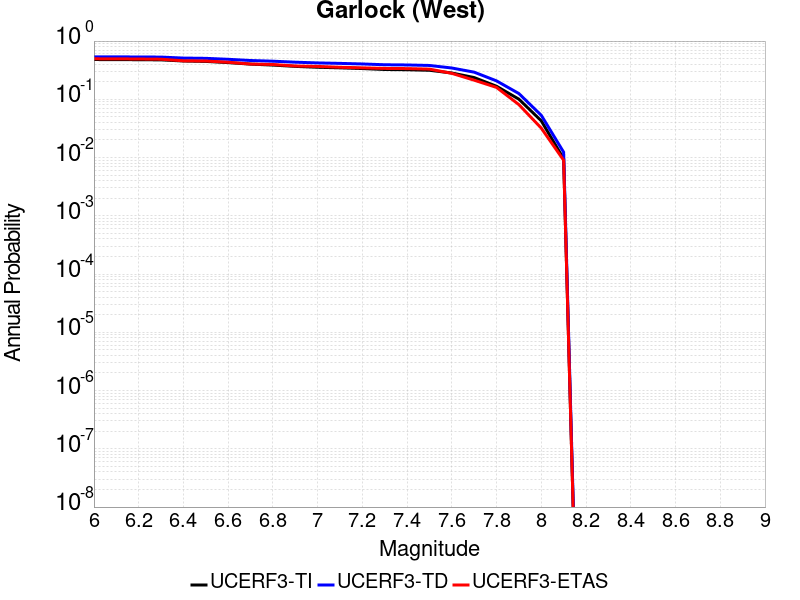 Garlock (West)
10^0
10^-1
10^-2
10^-3
10^-4
10^-5
10^-6
10^-7
10^-8
Annual Probability
6 6.2 6.4 6.6 6.8 7 7.2 7.4 7.6 7.8 8 8.2 8.4 8.6 8.8 9
Magnitude
UCERF3-TI UCERF3-TD UCERF3-ETAS